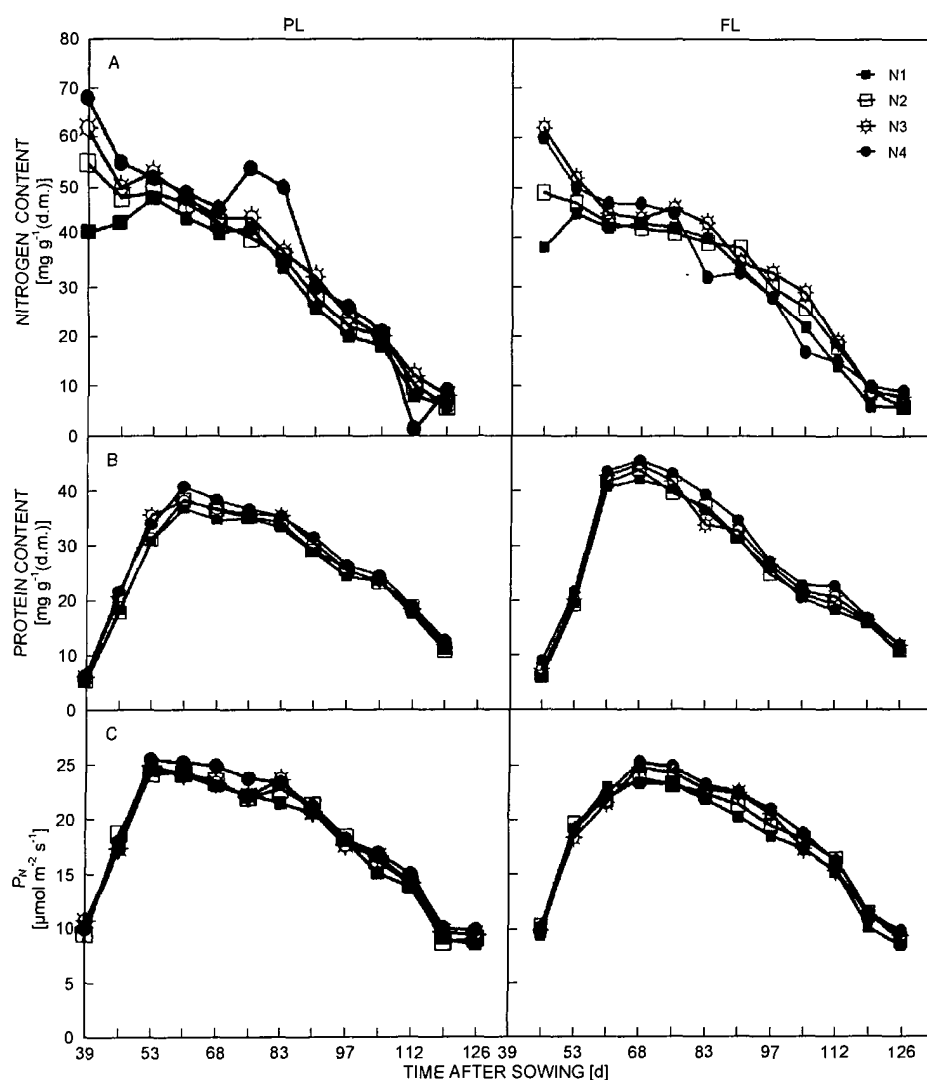 PL FL
A
N1
N2
N3
N4
80
70
60
50
40
30
20
10
0
NITROGEN CONTENT
[mg g⁻¹(d.m.)]
B
40
30
20
10
0
PROTEIN CONTENT
[mg g⁻¹(d.m.)]
C
25
20
15
10
5
0
P_N
[µmol m⁻² s⁻¹]
39 53 68 83 97 112 126 39 53 68 83 97 112 126
TIME AFTER SOWING [d]